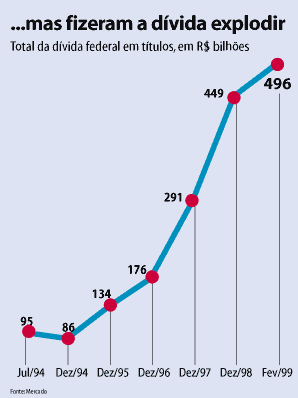 ...mas fizeram a dívida explodir
Total da dívida federal em títulos, em R$ bilhões
496
449
291
176
134
95
86
Jul/94 Dez/94 Dez/95 Dez/96 Dez/97 Dez/98 Fev/99
Fonte: Mercado